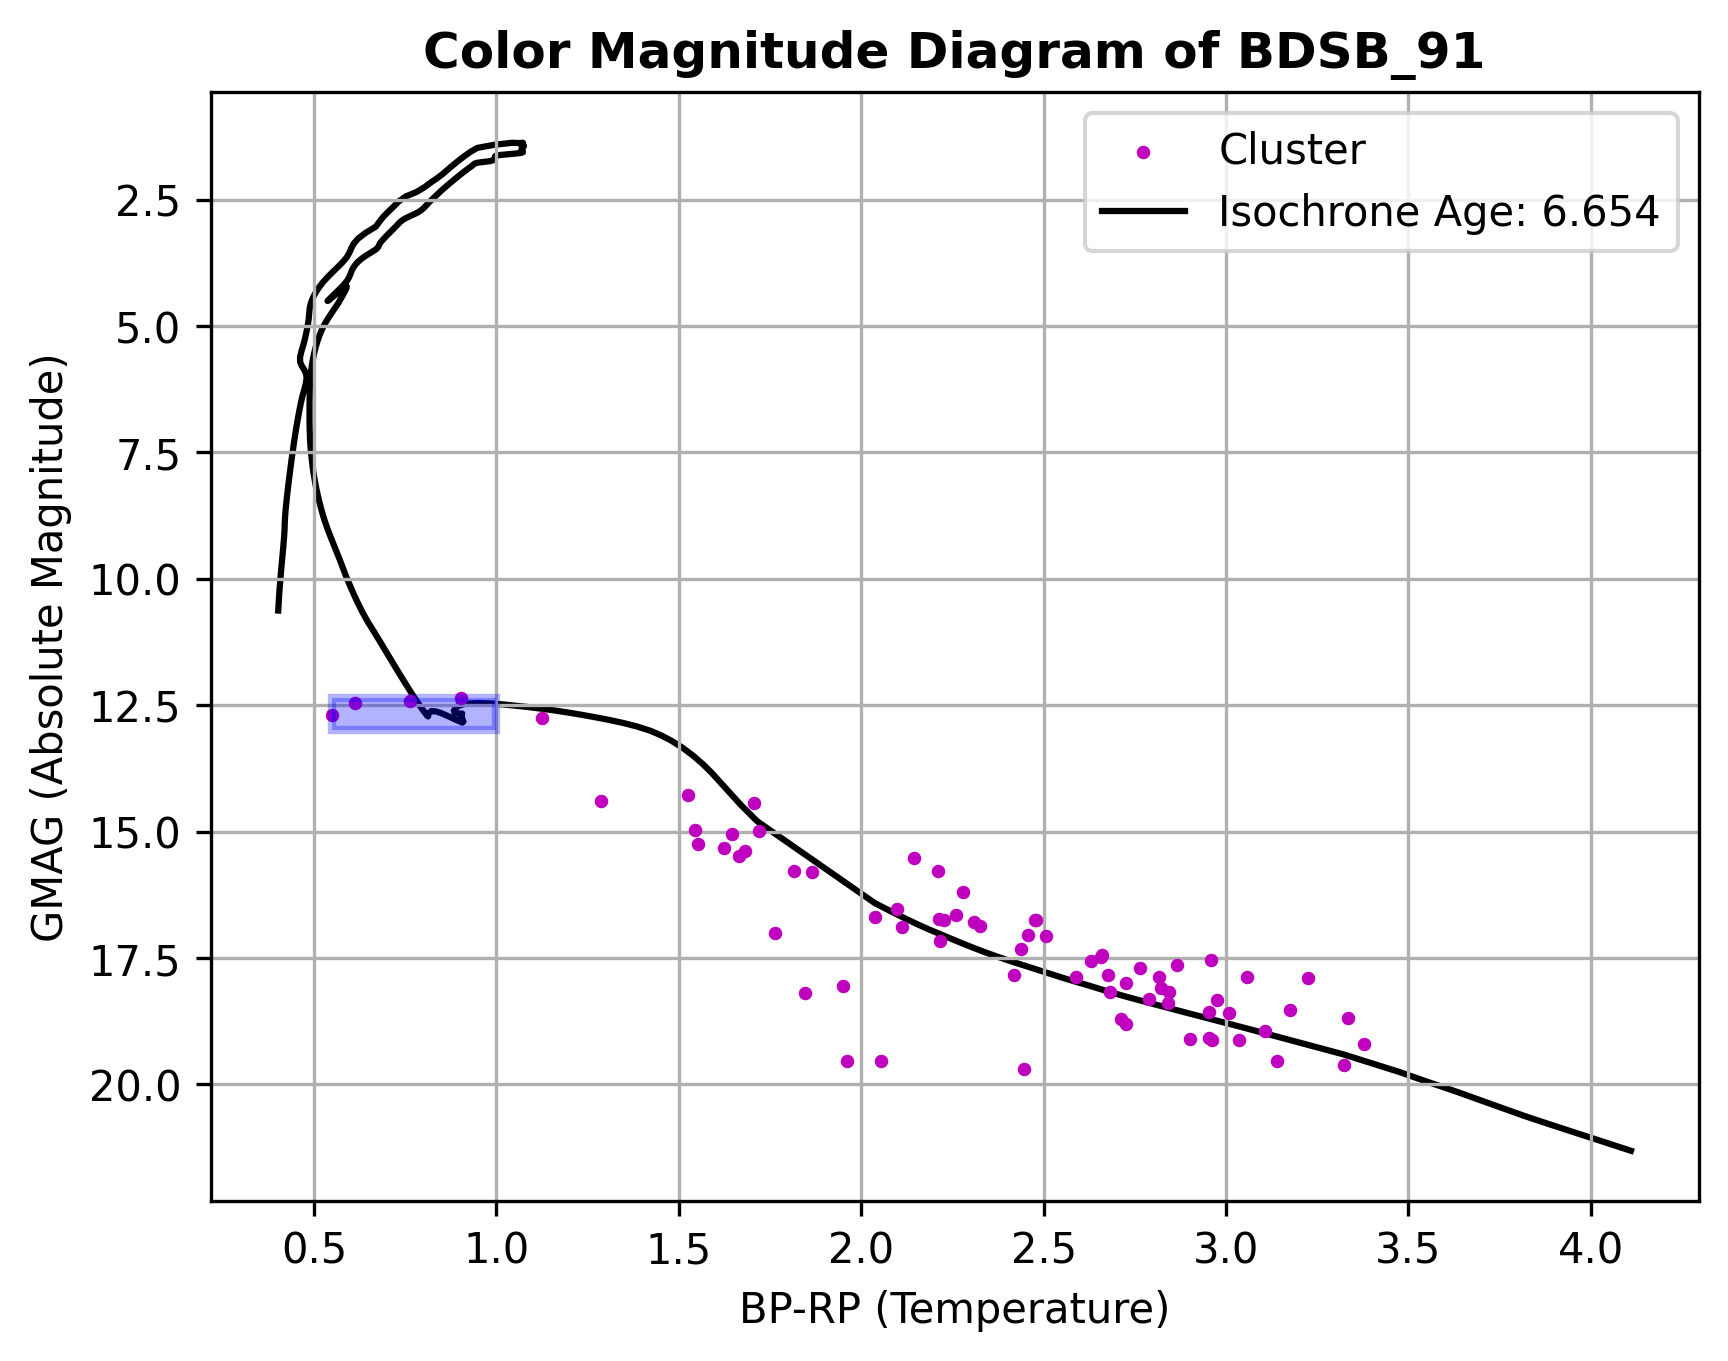 Color Magnitude Diagram of BDSB_91
Cluster
Isochrone Age: 6.654
GMAG (Absolute Magnitude)
2.5
5.0
7.5
10.0
12.5
15.0
17.5
20.0
0.5 1.0 1.5 2.0 2.5 3.0 3.5 4.0
BP-RP (Temperature)